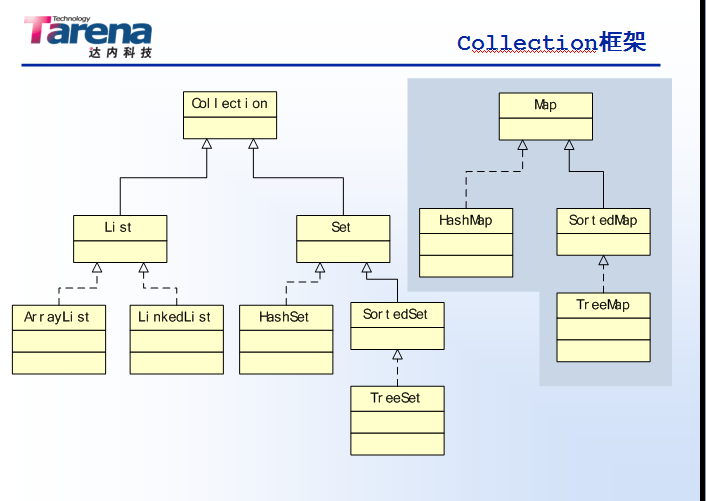 Technology
Tarena
达内科技
Collection框架
Collection
Map
List
Set
HashMap
SortedMap
ArrayList
LinkedList
HashSet
SortedSet
TreeMap
TreeSet